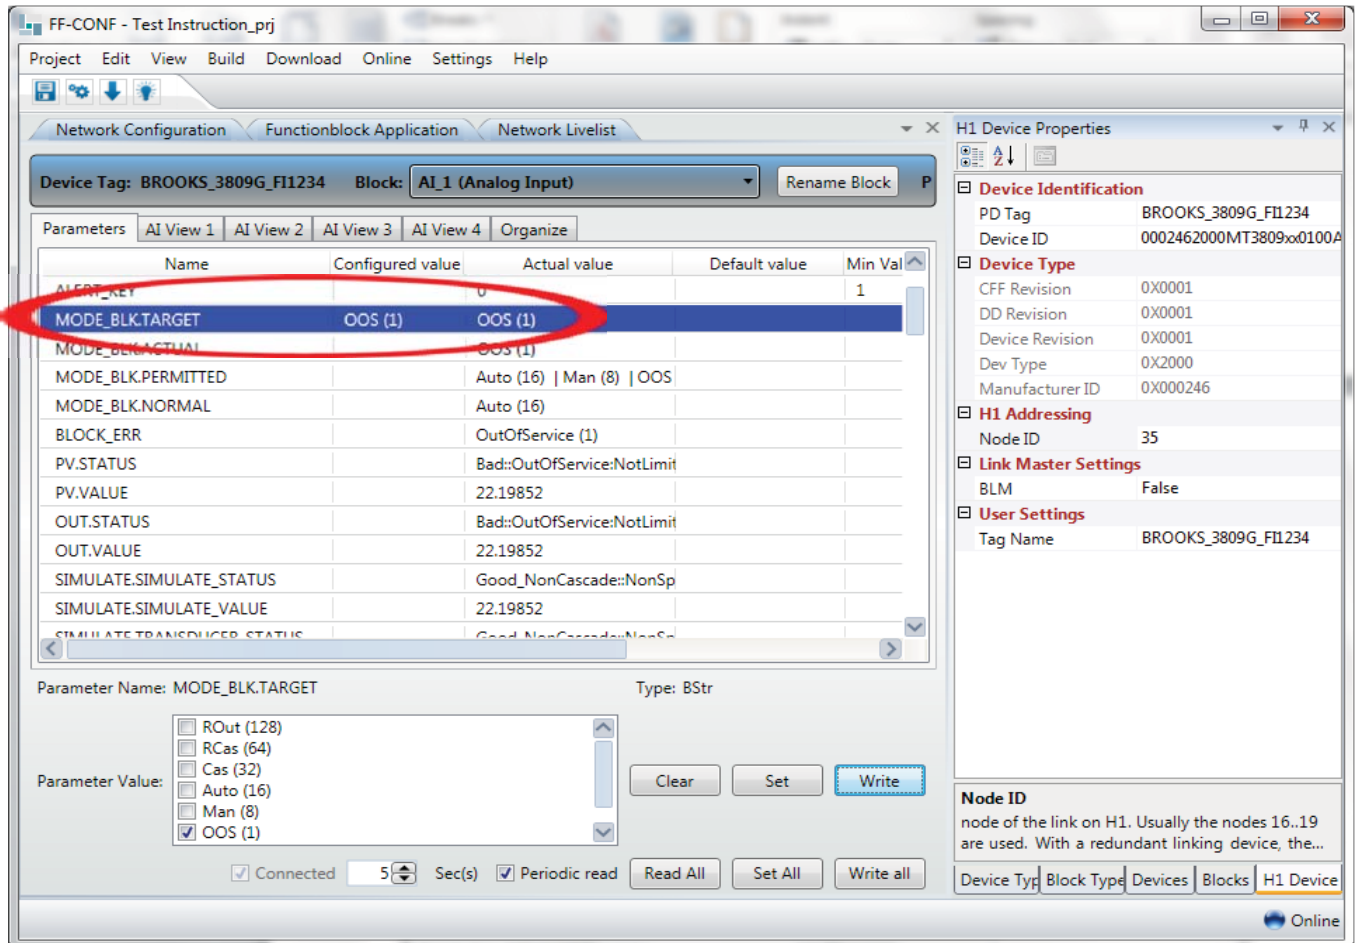 FF-CONF - Test Instruction_prj
Project Edit View Build Download Online Settings Help
Network Configuration Functionblock Application Network Livelist
Device Tag: BROOKS_3809G_FI1234 Block: AI_1 (Analog Input) Rename Block P
Parameters AI View 1 AI View 2 AI View 3 AI View 4 Organize
Name Configured value Actual value Default value Min Val
ALERT_KEY 0 1
MODE_BLK.TARGET OOS (1) OOS (1)
MODE_BLK.ACTUAL OOS (1)
MODE_BLK.PERMITTED Auto (16) | Man (8) | OOS
MODE_BLK.NORMAL Auto (16)
BLOCK_ERR OutOfService (1)
PV.STATUS Bad::OutOfService:NotLimit
PV.VALUE 22.19852
OUT.STATUS Bad::OutOfService:NotLimit
OUT.VALUE 22.19852
SIMULATE.SIMULATE_STATUS Good_NonCascade::NonSp
SIMULATE.SIMULATE_VALUE 22.19852
SIMULATE.TRANSDUCER_STATUS Good_NonCascade::NonSp
Parameter Name: MODE_BLK.TARGET Type: BStr
Parameter Value:
ROut (128)
RCas (64)
Cas (32)
Auto (16)
Man (8)
OOS (1)
Clear Set Write
Connected 5 Sec(s) Periodic read Read All Set All Write all
H1 Device Properties
Device Identification
PD Tag BROOKS_3809G_FI1234
Device ID 0002462000MT3809xx0100A
Device Type
CFF Revision 0X0001
DD Revision 0X0001
Device Revision 0X0001
Dev Type 0X2000
Manufacturer ID 0X000246
H1 Addressing
Node ID 35
Link Master Settings
BLM False
User Settings
Tag Name BROOKS_3809G_FI1234
Node ID
node of the link on H1. Usually the nodes 16..19
are used. With a redundant linking device, the...
Device Typ Block Type Devices Blocks H1 Device
Online